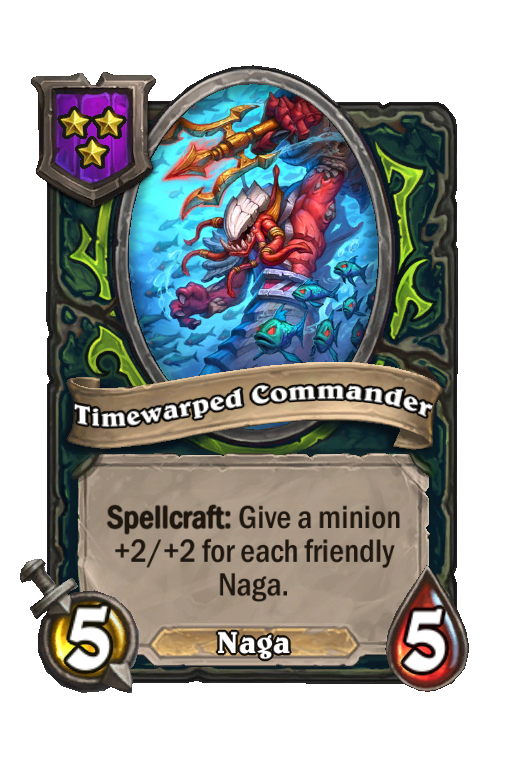 Timewarped Commander
Spellcraft: Give a minion
+2/+2 for each friendly
Naga.
5
Naga
5